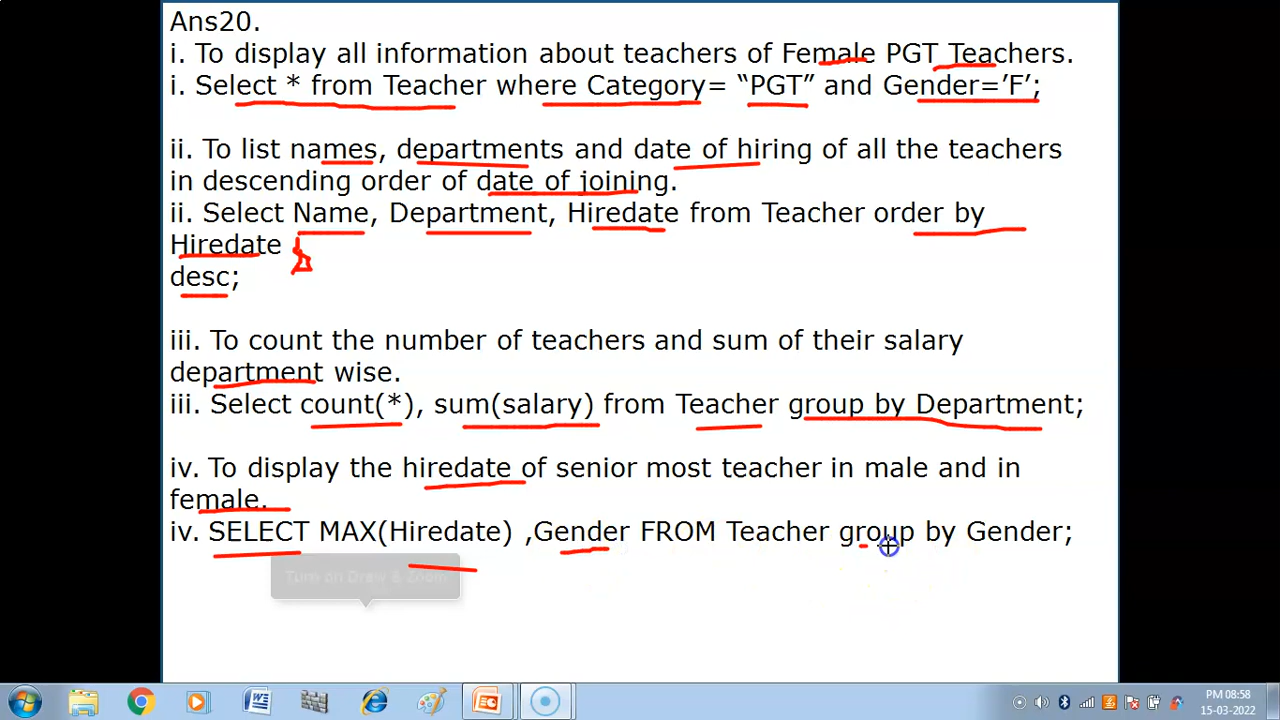 Ans20.
i. To display all information about teachers of Female PGT Teachers.
i. Select * from Teacher where Category= “PGT” and Gender=’F’;
ii. To list names, departments and date of hiring of all the teachers
in descending order of date of joining.
ii. Select Name, Department, Hiredate from Teacher order by
Hiredate
desc;
iii. To count the number of teachers and sum of their salary
department wise.
iii. Select count(*), sum(salary) from Teacher group by Department;
iv. To display the hiredate of senior most teacher in male and in
female.
iv. SELECT MAX(Hiredate) ,Gender FROM Teacher group by Gender;
Turn on Draw & Zoom
PM 08:58
15-03-2022